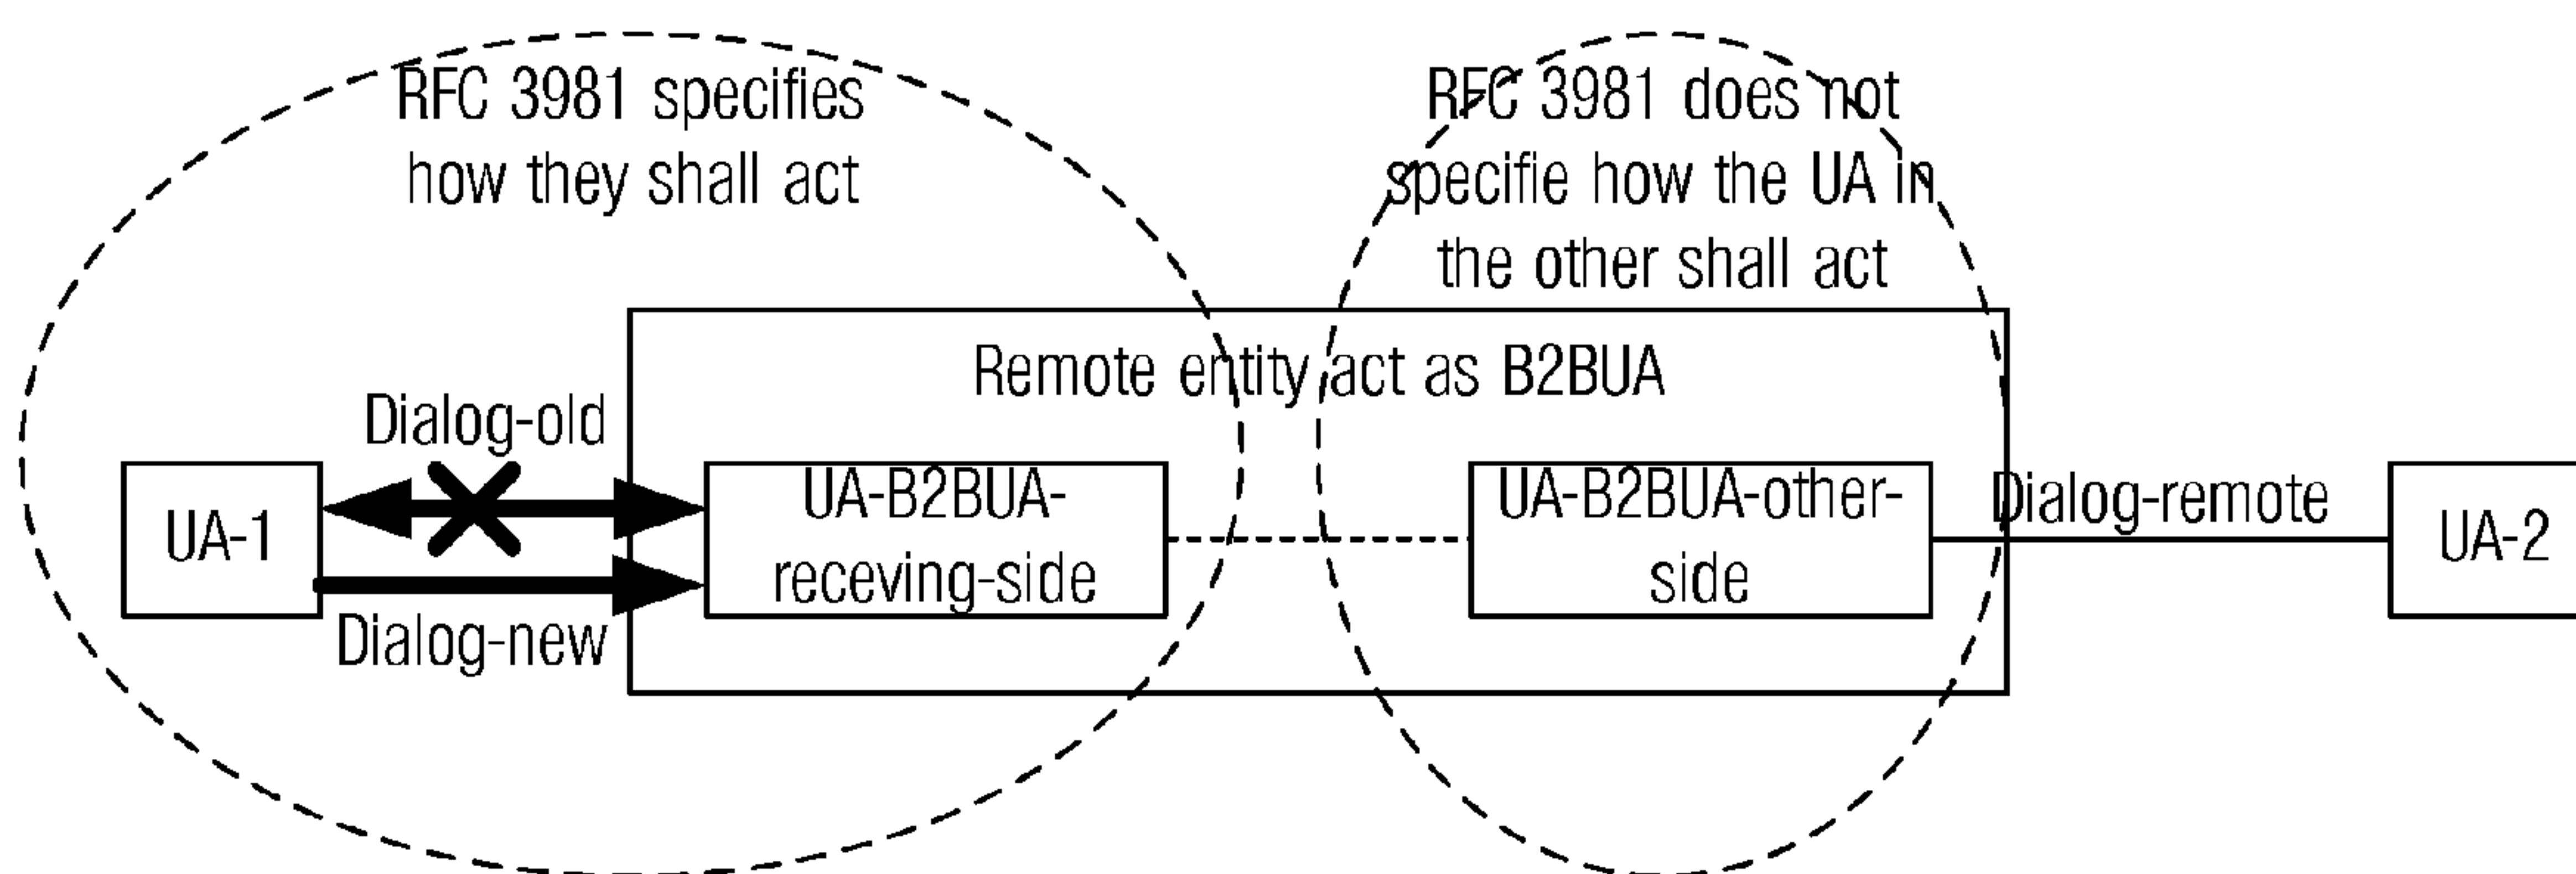 RFC 3981 specifies
how they shall act
RFC 3981 does not
specifie how the UA in
the other shall act
Remote entity act as B2BUA
Dialog-old
UA-1
Dialog-new
UA-B2BUA-
receving-side
UA-B2BUA-other-
side
Dialog-remote
UA-2